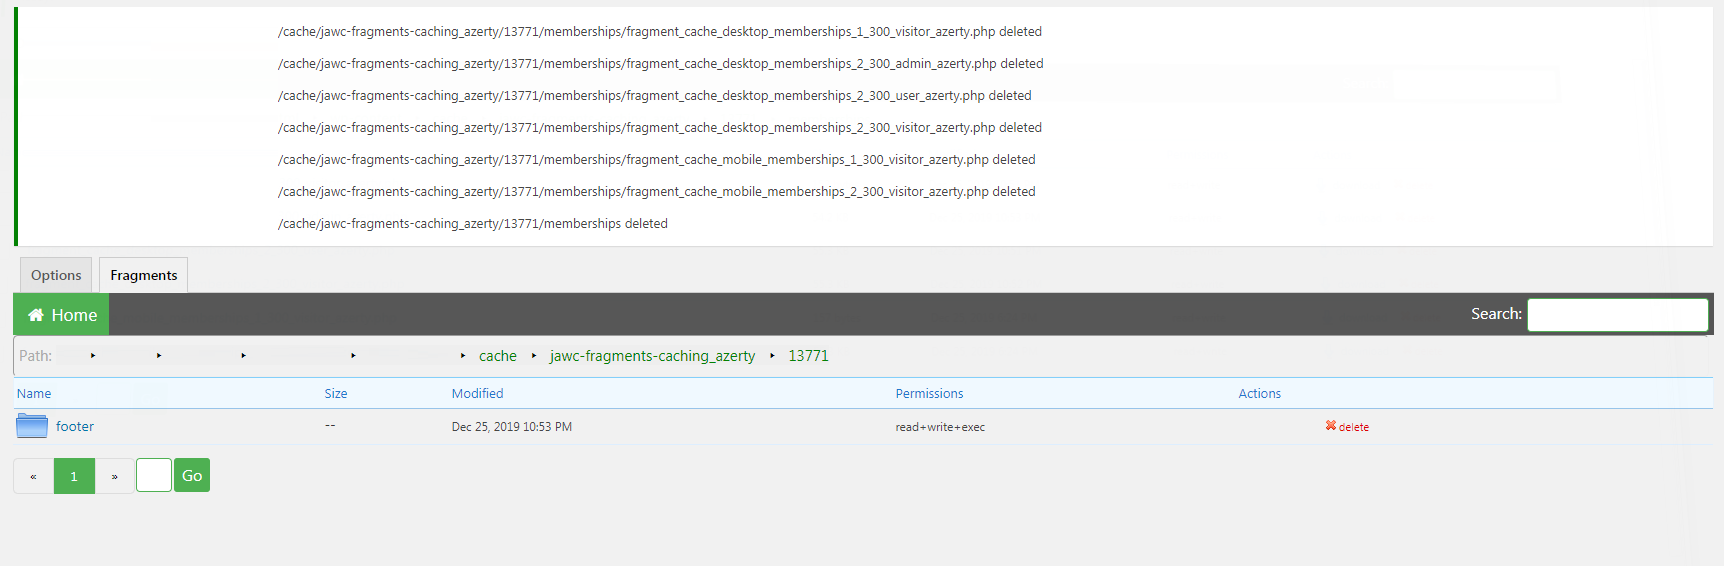 /cache/jawc-fragments-caching_azerty/13771/memberships/fragment_cache_desktop_memberships_1_300_visitor_azerty.php deleted
/cache/jawc-fragments-caching_azerty/13771/memberships/fragment_cache_desktop_memberships_2_300_admin_azerty.php deleted
/cache/jawc-fragments-caching_azerty/13771/memberships/fragment_cache_desktop_memberships_2_300_user_azerty.php deleted
/cache/jawc-fragments-caching_azerty/13771/memberships/fragment_cache_desktop_memberships_2_300_visitor_azerty.php deleted
/cache/jawc-fragments-caching_azerty/13771/memberships/fragment_cache_mobile_memberships_1_300_visitor_azerty.php deleted
/cache/jawc-fragments-caching_azerty/13771/memberships/fragment_cache_mobile_memberships_2_300_visitor_azerty.php deleted
/cache/jawc-fragments-caching_azerty/13771/memberships deleted
Options Fragments
Home Search:
Path: ‣ ‣ ‣ ‣ ‣ cache ‣ jawc-fragments-caching_azerty ‣ 13771
Name Size Modified Permissions Actions
footer -- Dec 25, 2019 10:53 PM read+write+exec delete
« 1 » Go